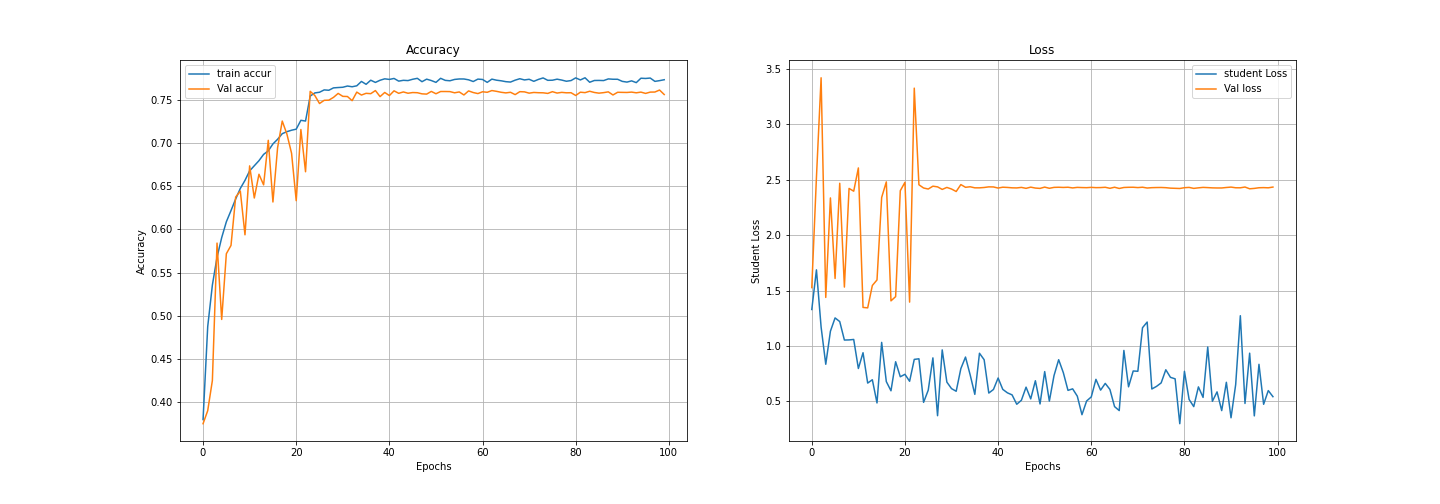 Accuracy
train accur
Val accur
0.75
0.70
0.65
0.60
0.55
0.50
0.45
0.40
Accuracy
0 20 40 60 80 100
Epochs
Loss
student Loss
Val loss
3.5
3.0
2.5
2.0
1.5
1.0
0.5
Student Loss
0 20 40 60 80 100
Epochs